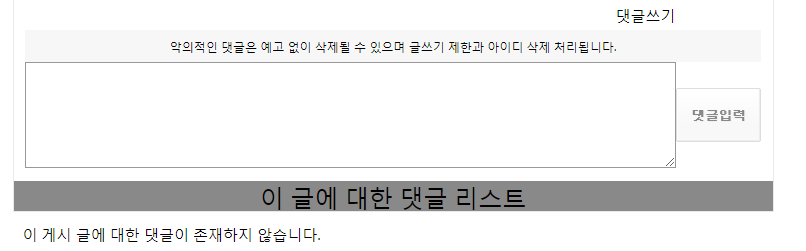 댓글쓰기
악의적인 댓글은 예고 없이 삭제될 수 있으며 글쓰기 제한과 아이디 삭제 처리됩니다.
댓글입력
이 글에 대한 댓글 리스트
이 게시 글에 대한 댓글이 존재하지 않습니다.